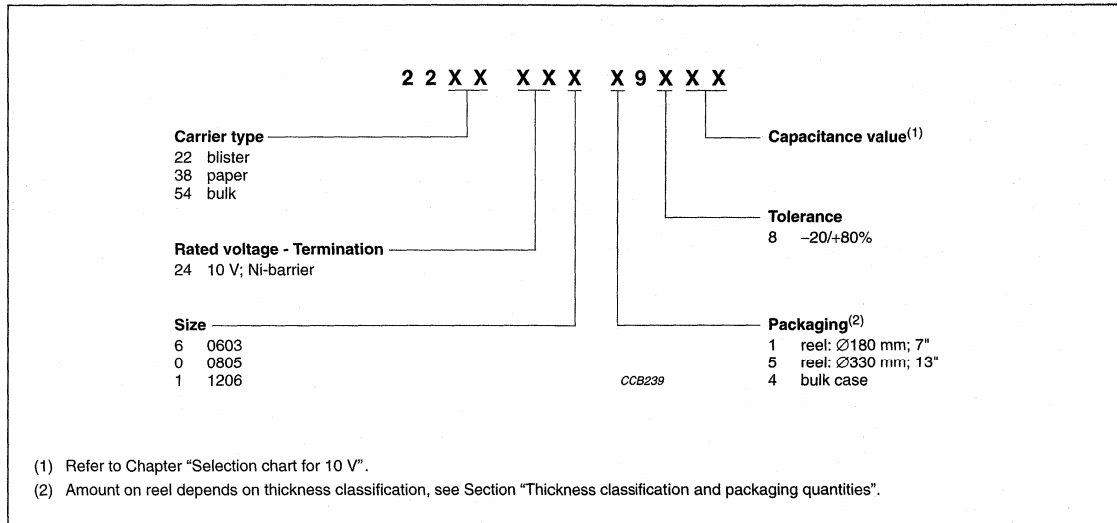 2 2 X X X X X X 9 X X X
Carrier type
22 blister
38 paper
54 bulk
Rated voltage - Termination
24 10 V; Ni-barrier
Size
6 0603
0 0805
1 1206
Capacitance value(1)
Tolerance
8 –20/+80%
Packaging(2)
1 reel: Ø180 mm; 7"
5 reel: Ø330 mm; 13"
4 bulk case
CCB239
(1) Refer to Chapter “Selection chart for 10 V”.
(2) Amount on reel depends on thickness classification, see Section “Thickness classification and packaging quantities”.